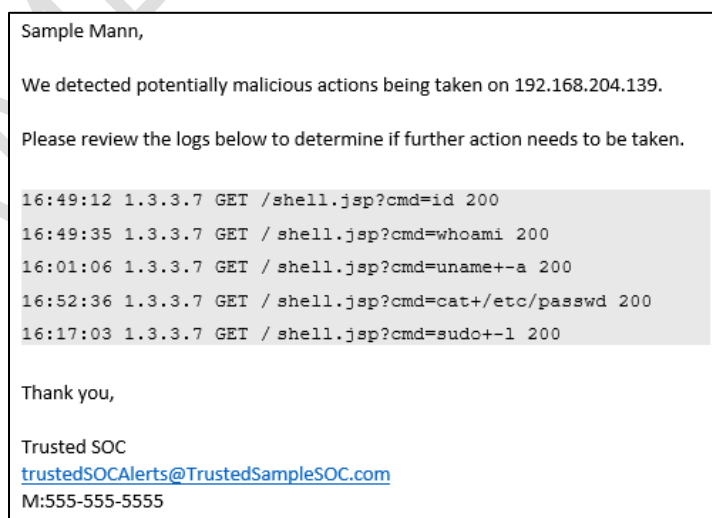 Sample Mann,
We detected potentially malicious actions being taken on 192.168.204.139.
Please review the logs below to determine if further action needs to be taken.
16:49:12 1.3.3.7 GET /shell.jsp?cmd=id 200
16:49:35 1.3.3.7 GET / shell.jsp?cmd=whoami 200
16:01:06 1.3.3.7 GET / shell.jsp?cmd=uname+-a 200
16:52:36 1.3.3.7 GET / shell.jsp?cmd=cat+/etc/passwd 200
16:17:03 1.3.3.7 GET / shell.jsp?cmd=sudo+-l 200
Thank you,
Trusted SOC
trustedSOCAlerts@TrustedSampleSOC.com
M:555-555-5555